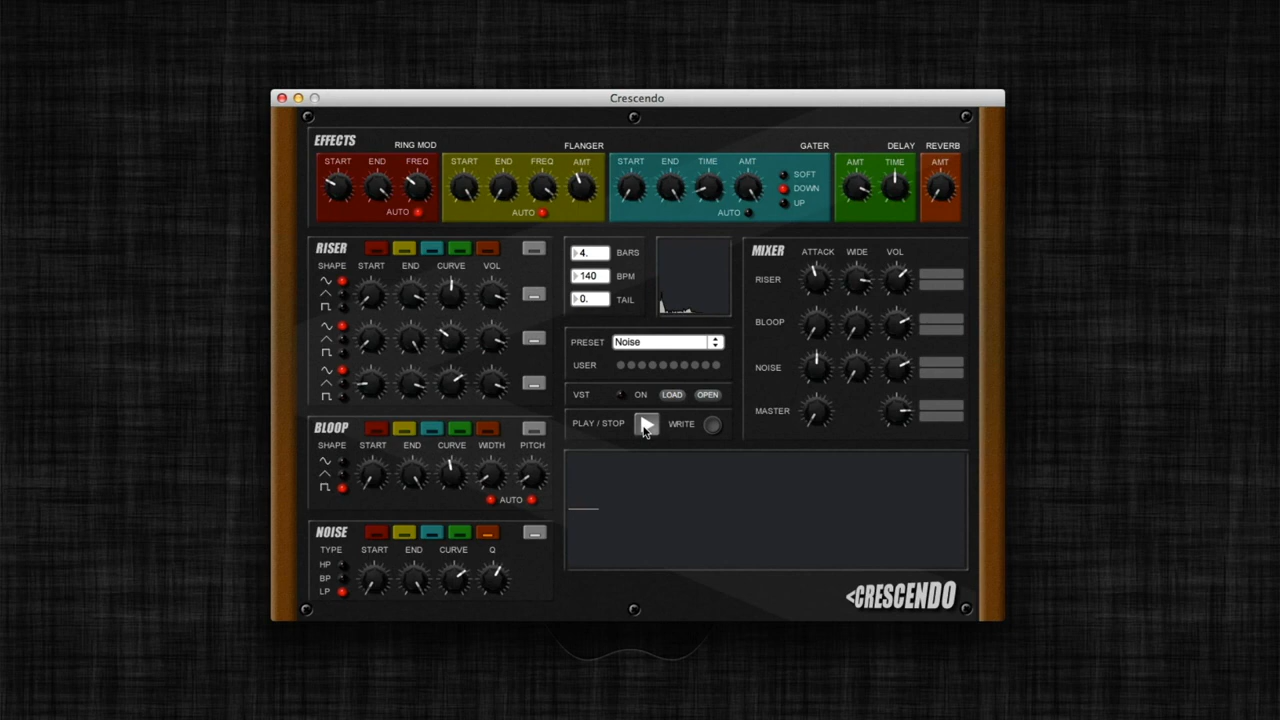 Crescendo
EFFECTS
RING MOD
FLANGER
GATER
DELAY
REVERB
START END FREQ
START END FREQ AMT
START END TIME AMT
AMT TIME
AMT
SOFT
DOWN
UP
AUTO
AUTO
AUTO
RISER
SHAPE START END CURVE VOL
4. BARS
140 BPM
0. TAIL
PRESET Noise
USER
VST ON LOAD OPEN
PLAY / STOP WRITE
MIXER ATTACK WIDE VOL
RISER
BLOOP
NOISE
MASTER
BLOOP
SHAPE START END CURVE WIDTH PITCH
AUTO
NOISE
TYPE START END CURVE Q
HP
BP
LP
<CRESCENDO